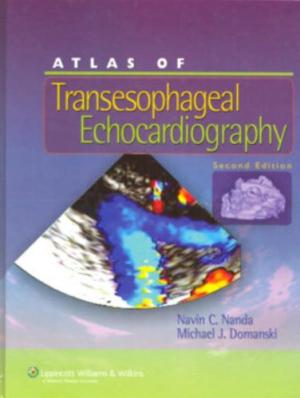 ATLAS OF
Transesophageal
Echocardiography
Second Edition
Navin C. Nanda
Michael J. Domanski
Lippincott Williams & Wilkins